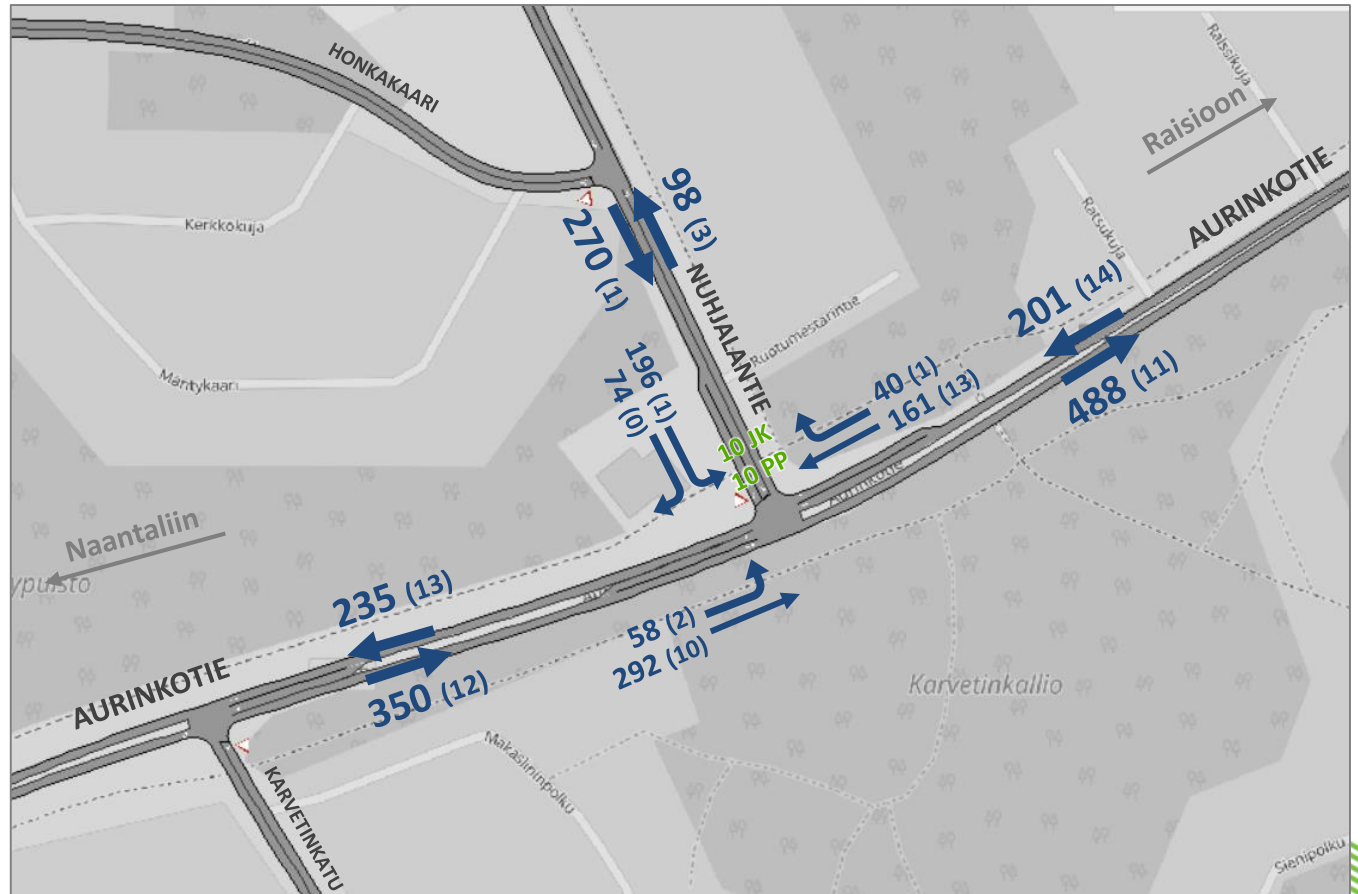 HONKAKAARI
Raissikuja
Raisioon
AURINKOTIE
Kerkkokuja
98 (3)
270 (1)
Ratsukuja
201 (14)
NUHJALANTIE
Ruotumestarintie
488 (11)
Mäntykaari
196 (1)
74 (0)
40 (1)
161 (13)
10 JK
10 PP
Aurinkotie
Naantaliin
ypuisto
235 (13)
58 (2)
292 (10)
350 (12)
AURINKOTIE
Karvetinkallio
Makasiininpolku
KARVETINKATU
Sienipolku